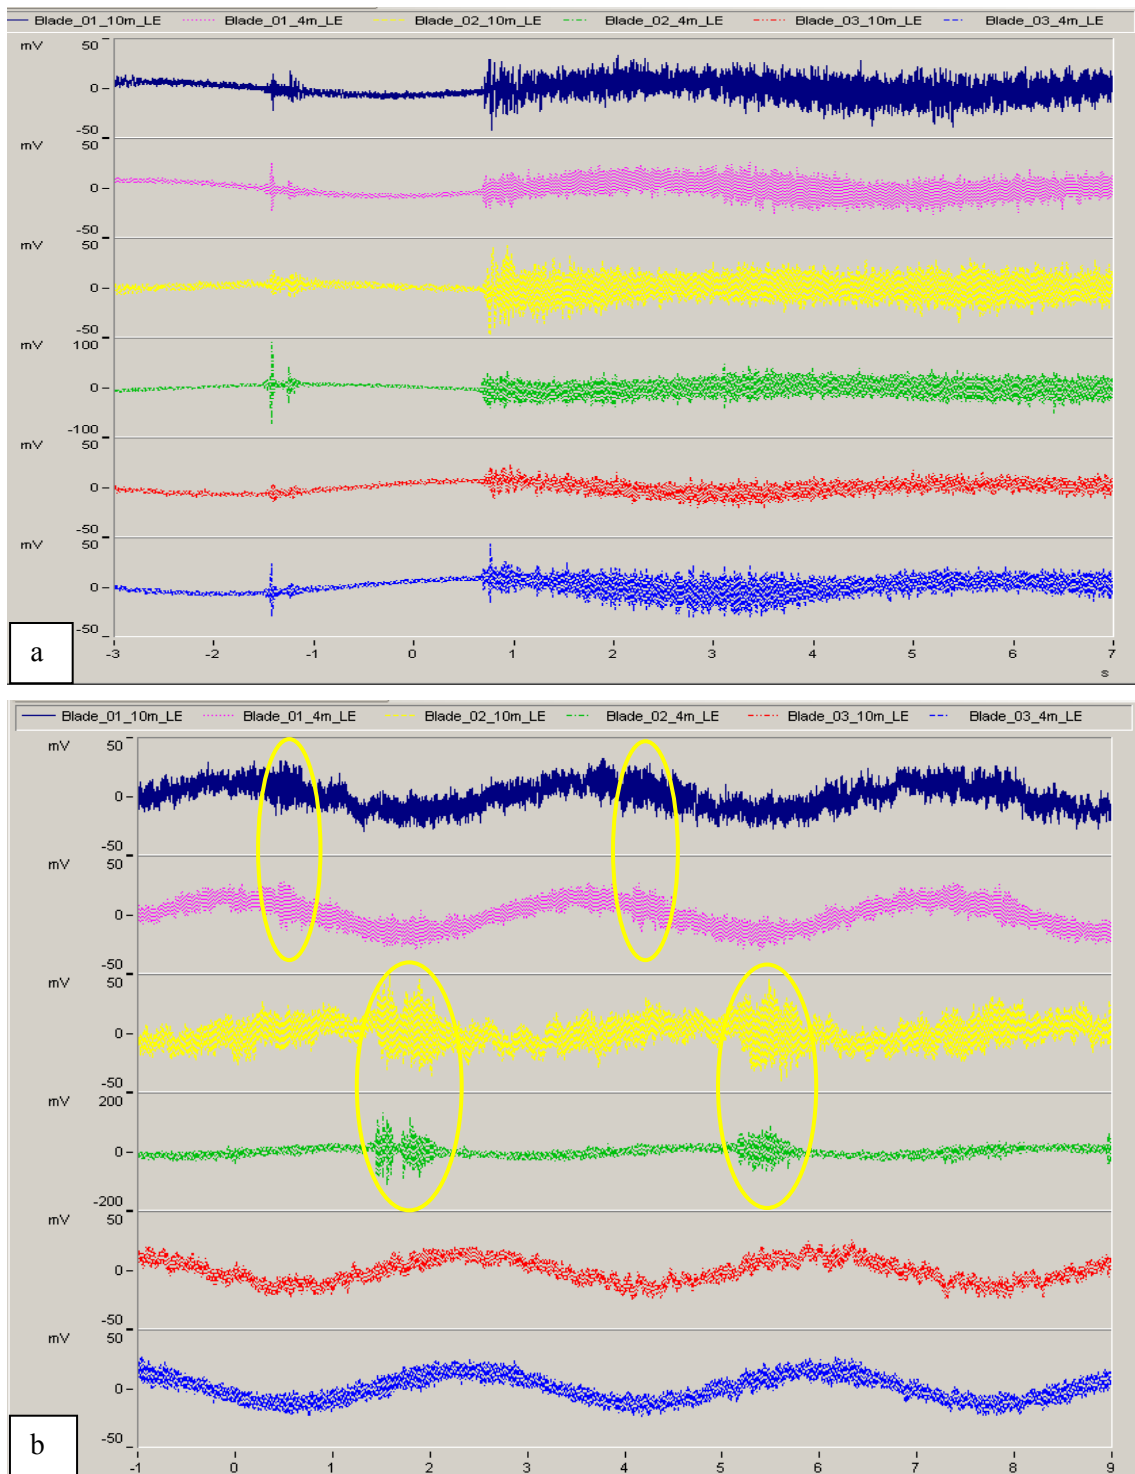 Blade_01_10m_LE Blade_01_4m_LE Blade_02_10m_LE Blade_02_4m_LE Blade_03_10m_LE Blade_03_4m_LE
mV 50
0
-50
mV 50
0
-50
mV 50
0
-50
mV 100
0
-100
mV 50
0
-50
mV 50
0
-50
a
-3 -2 -1 0 1 2 3 4 5 6 7
s
Blade_01_10m_LE Blade_01_4m_LE Blade_02_10m_LE Blade_02_4m_LE Blade_03_10m_LE Blade_03_4m_LE
mV 50
0
-50
mV 50
0
-50
mV 50
0
-50
mV 200
0
-200
mV 50
0
-50
mV 50
0
-50
b
-1 0 1 2 3 4 5 6 7 8 9